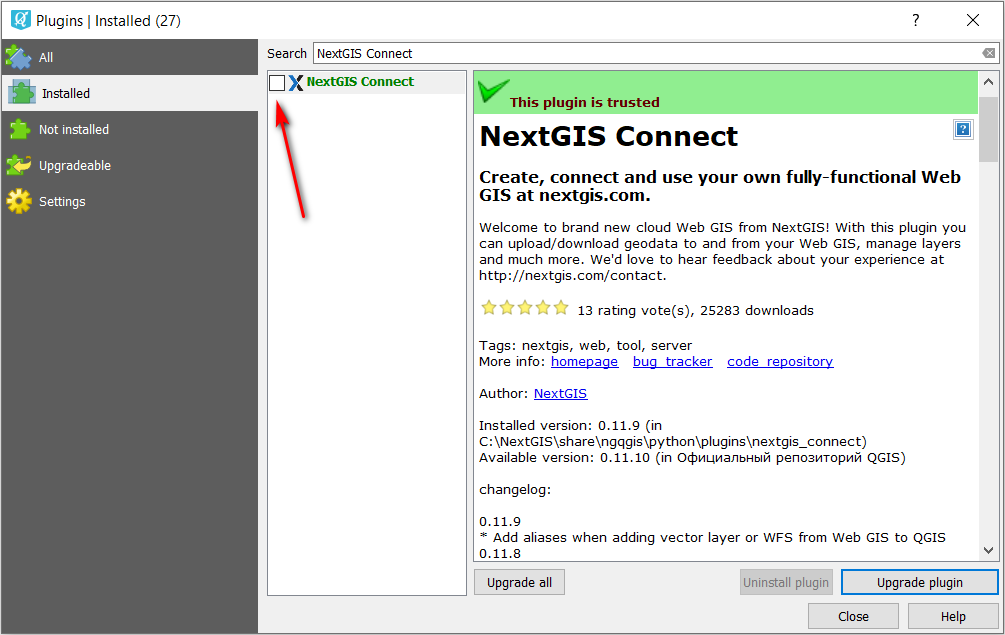 Plugins | Installed (27)
?
All
Installed
Not installed
Upgradeable
Settings
Search
NextGIS Connect
NextGIS Connect
This plugin is trusted
NextGIS Connect
?
Create, connect and use your own fully-functional Web
GIS at nextgis.com.
Welcome to brand new cloud Web GIS from NextGIS! With this plugin you
can upload/download geodata to and from your Web GIS, manage layers
and much more. We'd love to hear feedback about your experience at
http://nextgis.com/contact.
13 rating vote(s), 25283 downloads
Tags: nextgis, web, tool, server
More info: homepage bug_tracker code_repository
Author: NextGIS
Installed version: 0.11.9 (in
C:\NextGIS\share\ngqgis\python\plugins\nextgis_connect)
Available version: 0.11.10 (in Официальный репозиторий QGIS)
changelog:
0.11.9
* Add aliases when adding vector layer or WFS from Web GIS to QGIS
0.11.8
Upgrade all
Uninstall plugin
Upgrade plugin
Close
Help